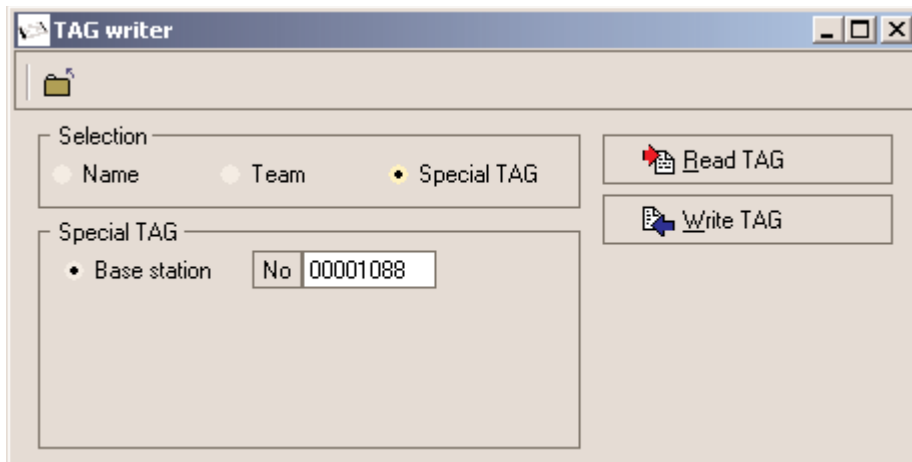 TAG writer
Selection
Name Team Special TAG
Read TAG
Write TAG
Special TAG
Base station No 00001088